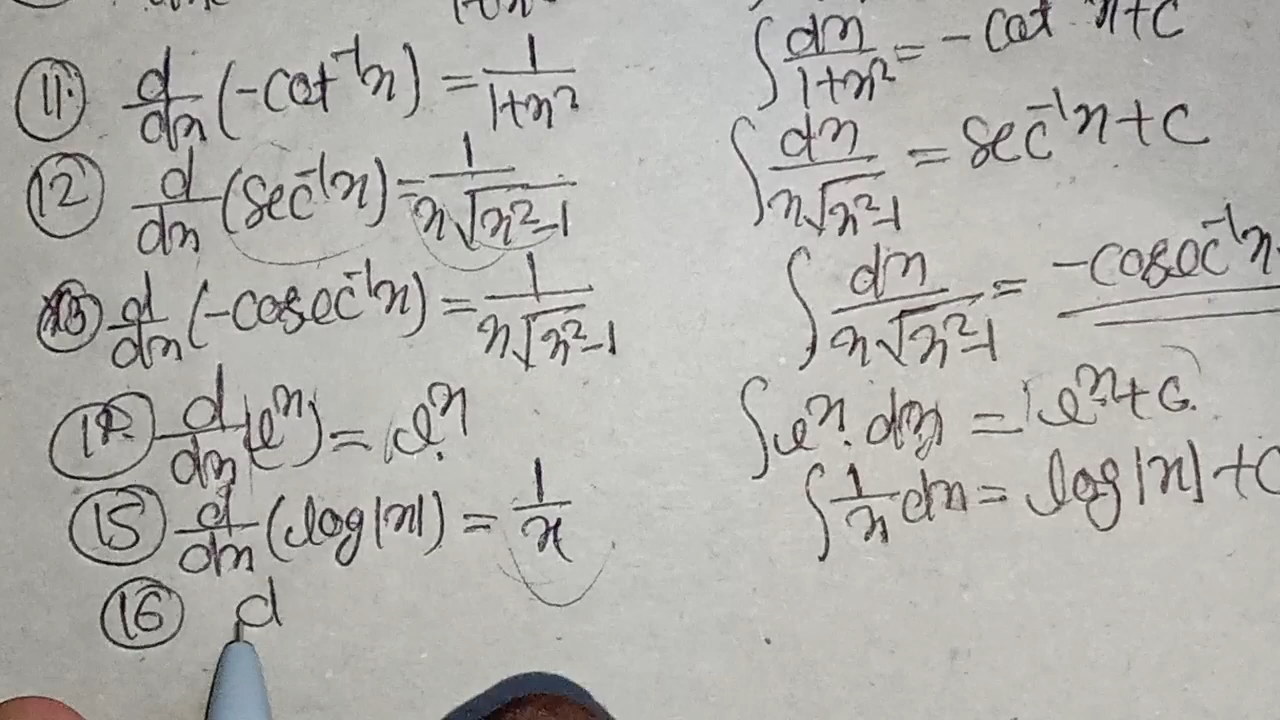 ∫ dx/(1+x²) = -cot x + C
⑪ d/dx (-cot⁻¹x) = 1/(1+x²)
⑫ d/dx (sec⁻¹x) = 1/(x√(x²-1)) ∫ dx/(x√(x²-1)) = sec⁻¹x + C
⑬ d/dx (-cosec⁻¹x) = 1/(x√(x²-1)) ∫ dx/(x√(x²-1)) = -cosec⁻¹x
⑭ d/dx (eˣ) = eˣ. ∫ eˣ. dx = eˣ + C.
⑮ d/dx (log|x|) = 1/x ∫ 1/x dx = log|x| + C
⑯ d